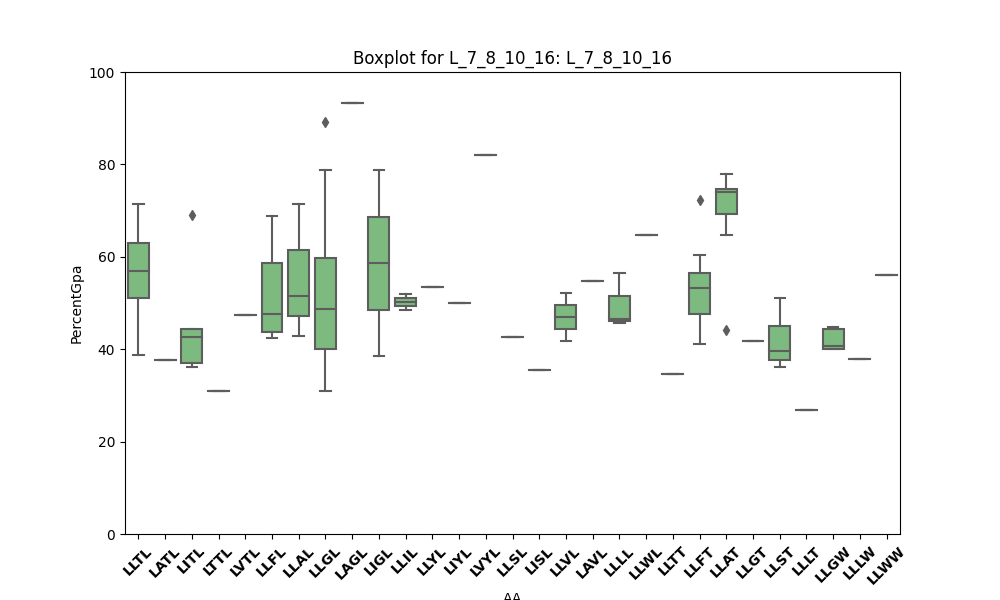 Boxplot for L_7_8_10_16: L_7_8_10_16
PercentGpa
100
80
60
40
20
0
LLTL LATL LITL LTTL LVTL LLFL LLAL LLGL LAGL LIGL LLIL LLYL LIYL LVYL LLSL LISL LLVL LAVL LLLL LLWL LLTT LLFT LLAT LLGT LLST LLLT LLGW LLLW LLWW
AA